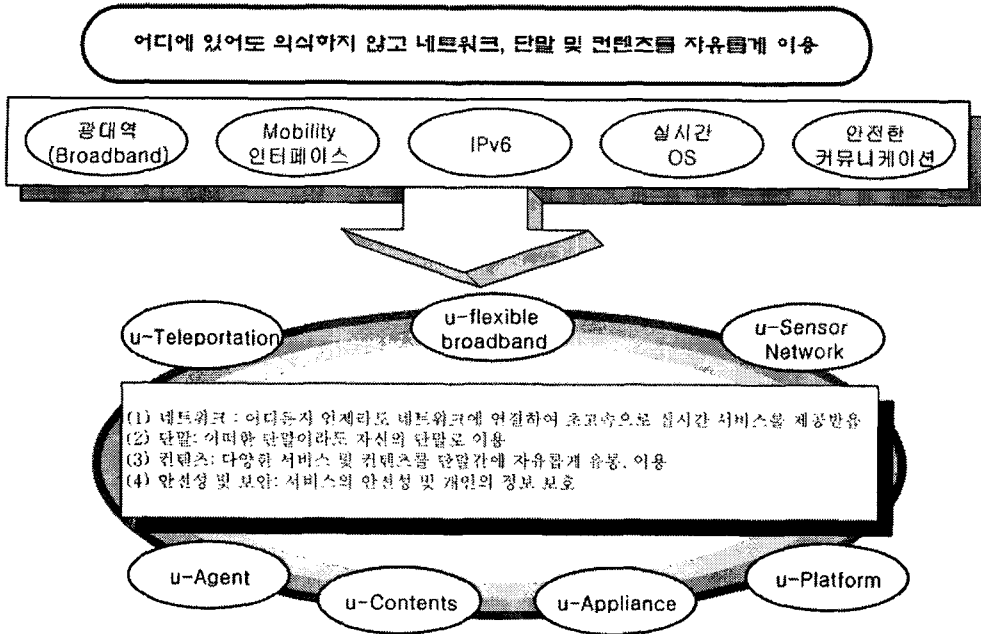 어디에 있어도 의식하지 않고 네트워크, 단말 및 컨텐츠를 자유롭게 이용
광대역
(Broadband)
Mobility
인터페이스
IPv6
실시간
OS
안전한
커뮤니케이션
u-Teleportation
u-flexible
broadband
u-Sensor
Network
(1) 네트워크 : 어디든지 언제라도 네트워크에 연결하여 초고속으로 실시간 서비스를 제공받음
(2) 단말: 어떠한 단말이라도 자신의 단말로 이용
(3) 컨텐츠: 다양한 서비스 및 컨텐츠를 단말간에 자유롭게 유통, 이용
(4) 안전성 및 보안: 서비스의 안전성 및 개인의 정보 보호
u-Agent
u-Contents
u-Appliance
u-Platform